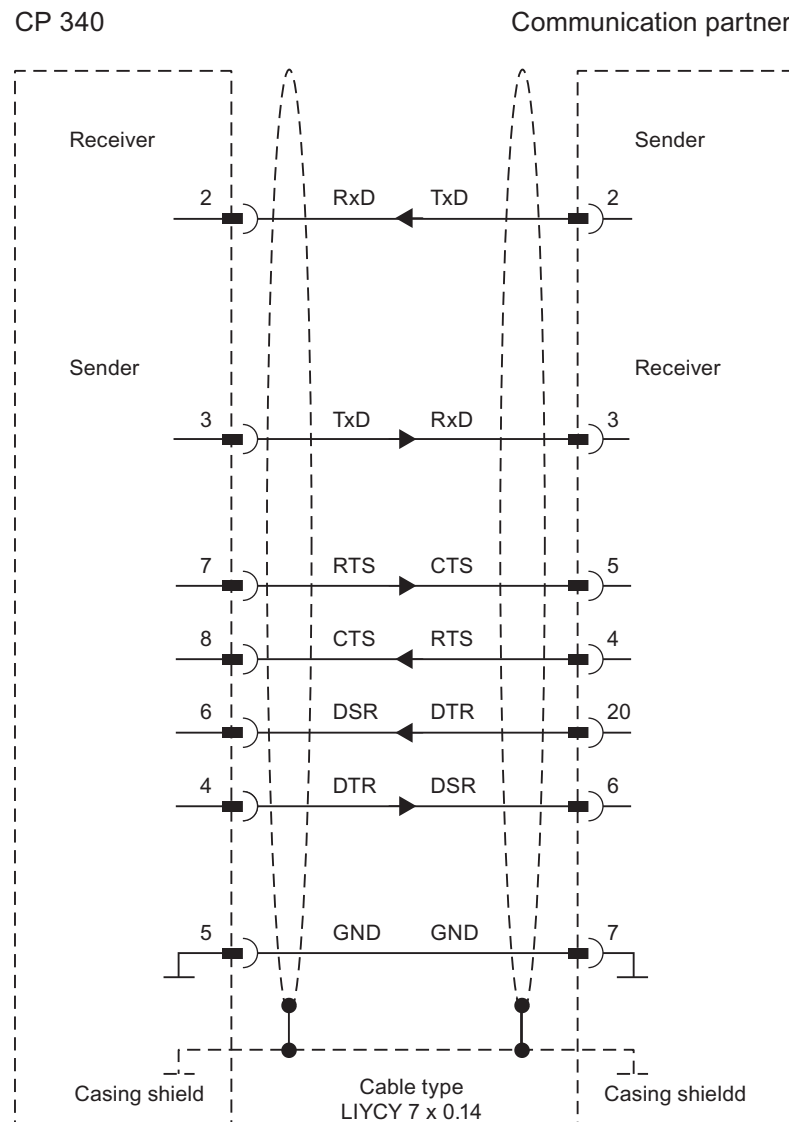 CP 340 Communication partner
Receiver Sender
2 RxD TxD 2
Sender Receiver
3 TxD RxD 3
7 RTS CTS 5
8 CTS RTS 4
6 DSR DTR 20
4 DTR DSR 6
5 GND GND 7
Casing shield Cable type Casing shieldd
LIYCY 7 x 0.14